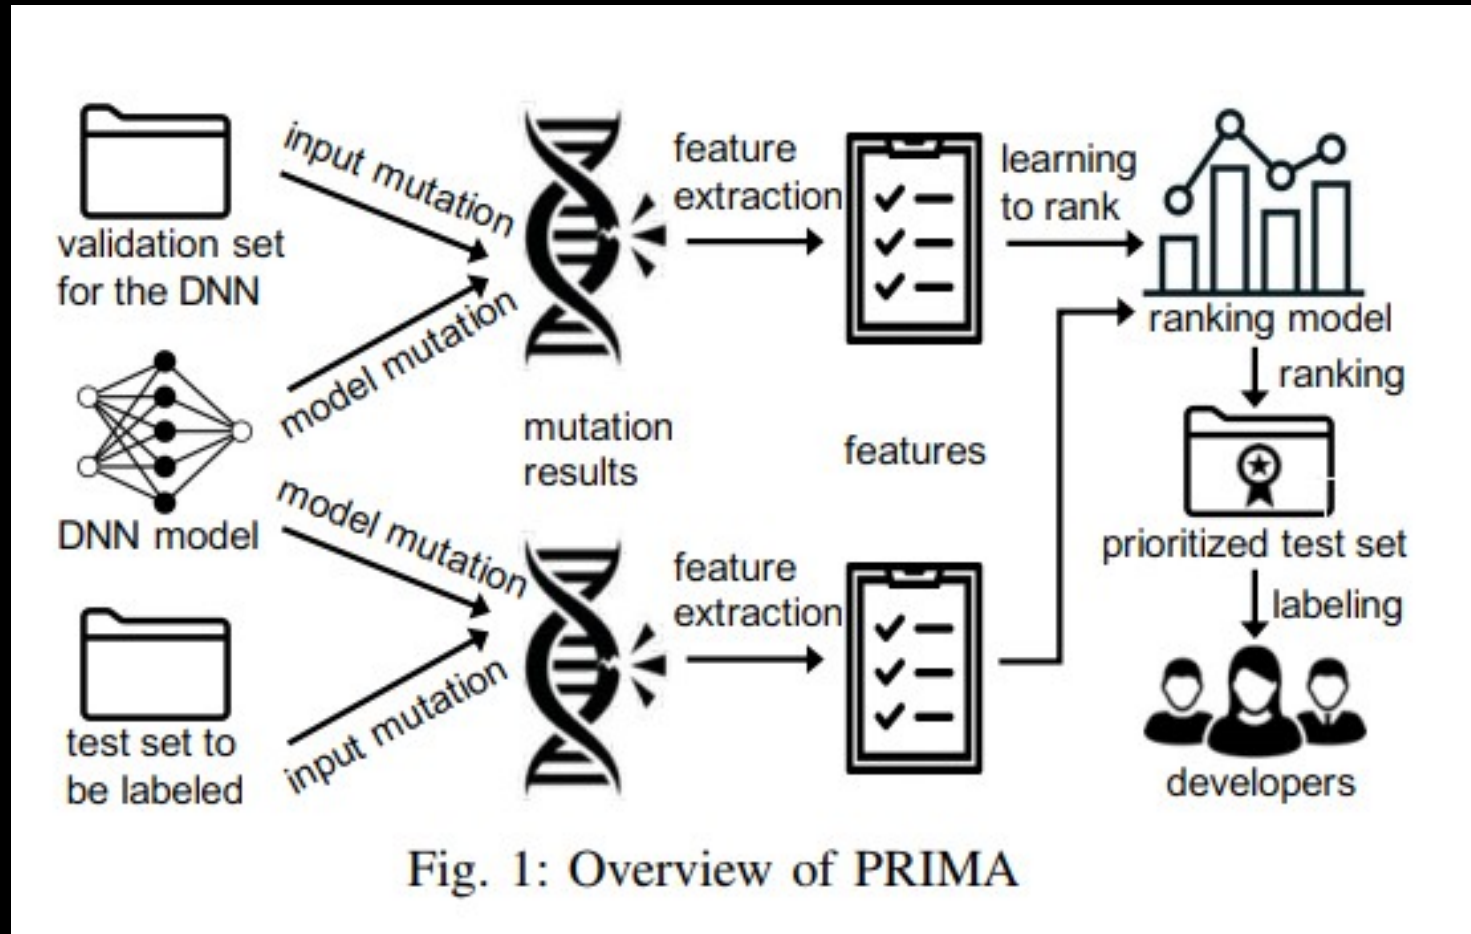 input mutation
validation set
for the DNN
model mutation
DNN model
model mutation
test set to
be labeled
input mutation
mutation
results
feature
extraction
feature
extraction
features
learning
to rank
ranking model
ranking
prioritized test set
labeling
developers
Fig. 1: Overview of PRIMA